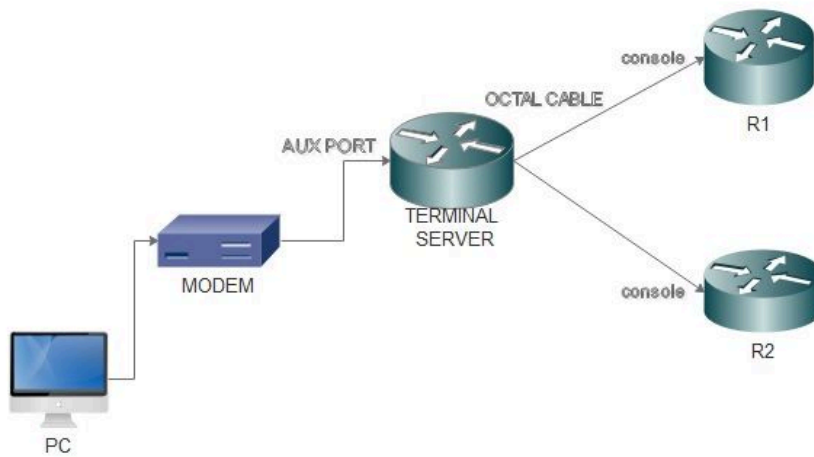 console
OCTAL CABLE
R1
AUX PORT
TERMINAL
SERVER
MODEM
console
R2
PC